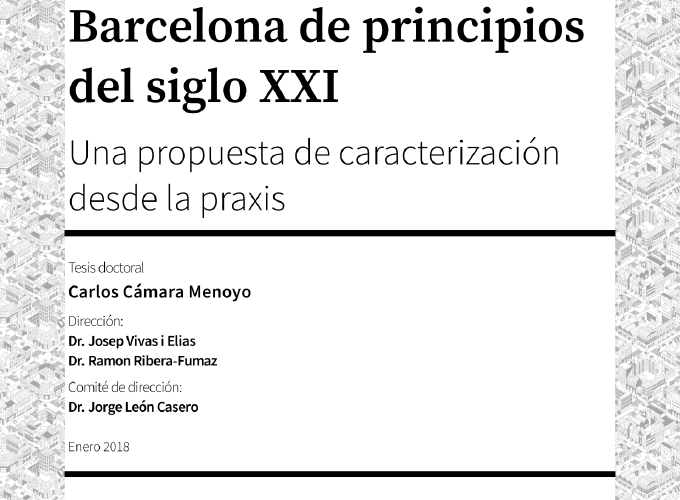 Barcelona de principios
del siglo XXI
Una propuesta de caracterización
desde la praxis
Tesis doctoral
Carlos Cámara Menoyo
Dirección:
Dr. Josep Vivas i Elias
Dr. Ramon Ribera-Fumaz
Comité de dirección:
Dr. Jorge León Casero
Enero 2018